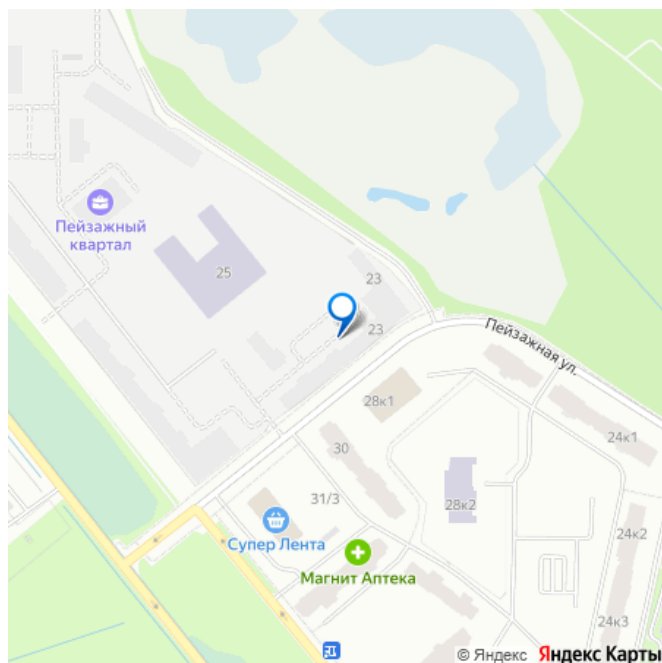 Пейзажный
квартал
25
23
23
Пейзажная ул.
28к1
24к1
30
28к2
31/3
24к2
Супер Лента
Магнит Аптека
24к3
© Яндекс Яндекс Карты